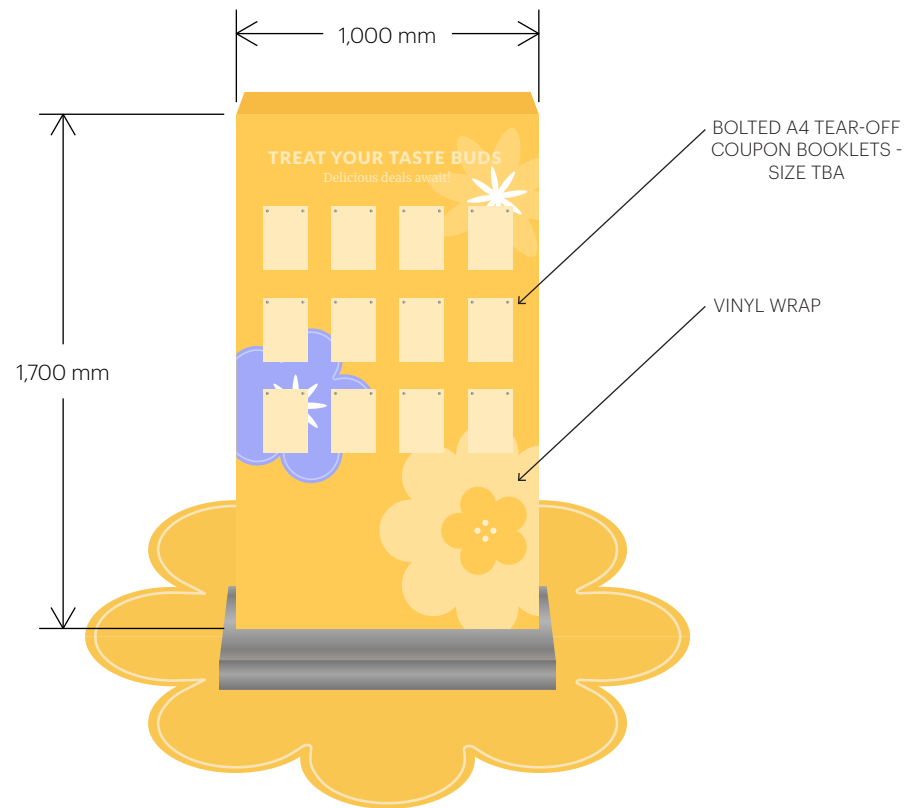 1,000 mm
BOLTED A4 TEAR-OFF
COUPON BOOKLETS -
SIZE TBA
TREAT YOUR TASTE BUDS
Delicious deals await!
VINYL WRAP
1,700 mm